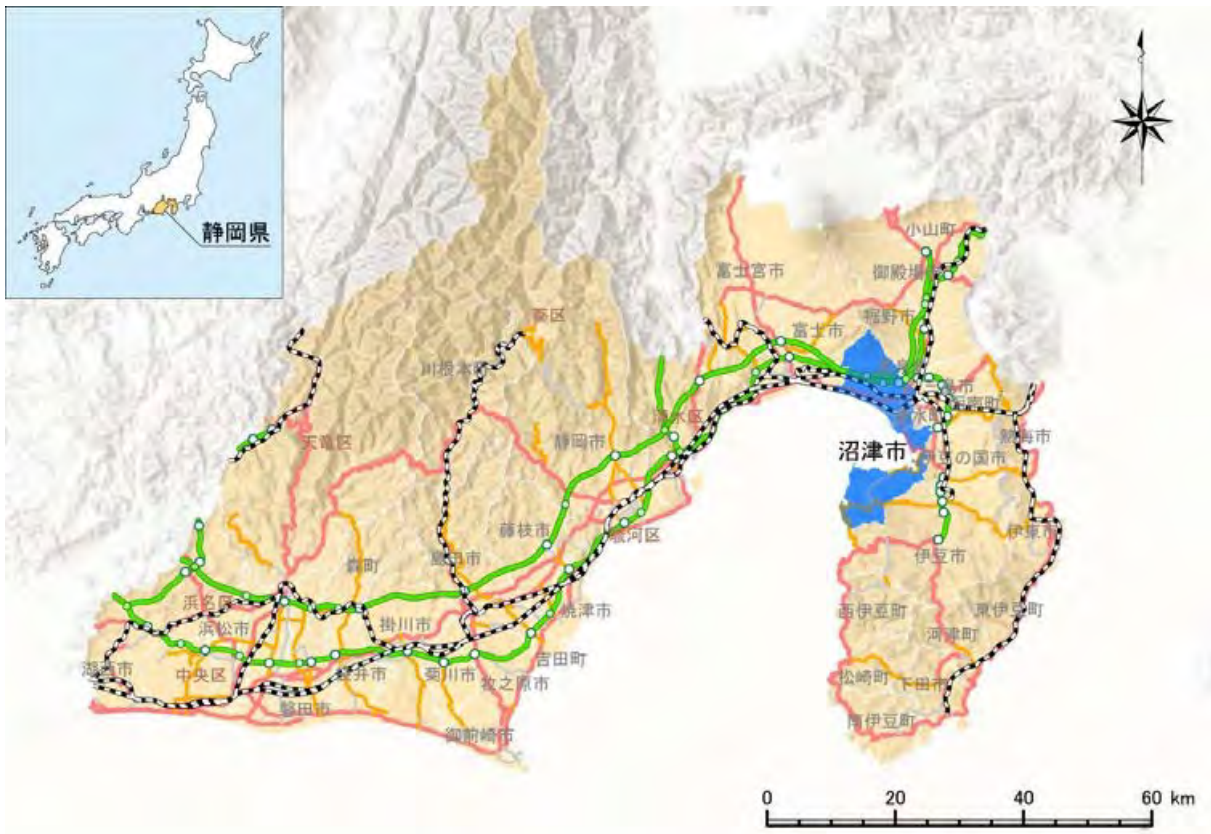 静岡県
小山町
御殿場
富士宮市
裾野市
富士市
葵区
川根本町
三島市
函南町
清水区
清水町
熱海市
天竜区
静岡市
沼津市
伊豆の国市
藤枝市
駿河区
伊東市
島田市
伊豆市
森町
浜名区
焼津市
西伊豆町
東伊豆町
浜松市
掛川市
河津町
吉田町
湖西市
中央区
袋井市
菊川市
牧之原市
松崎町
下田市
磐田市
南伊豆町
御前崎市
0 20 40 60 km